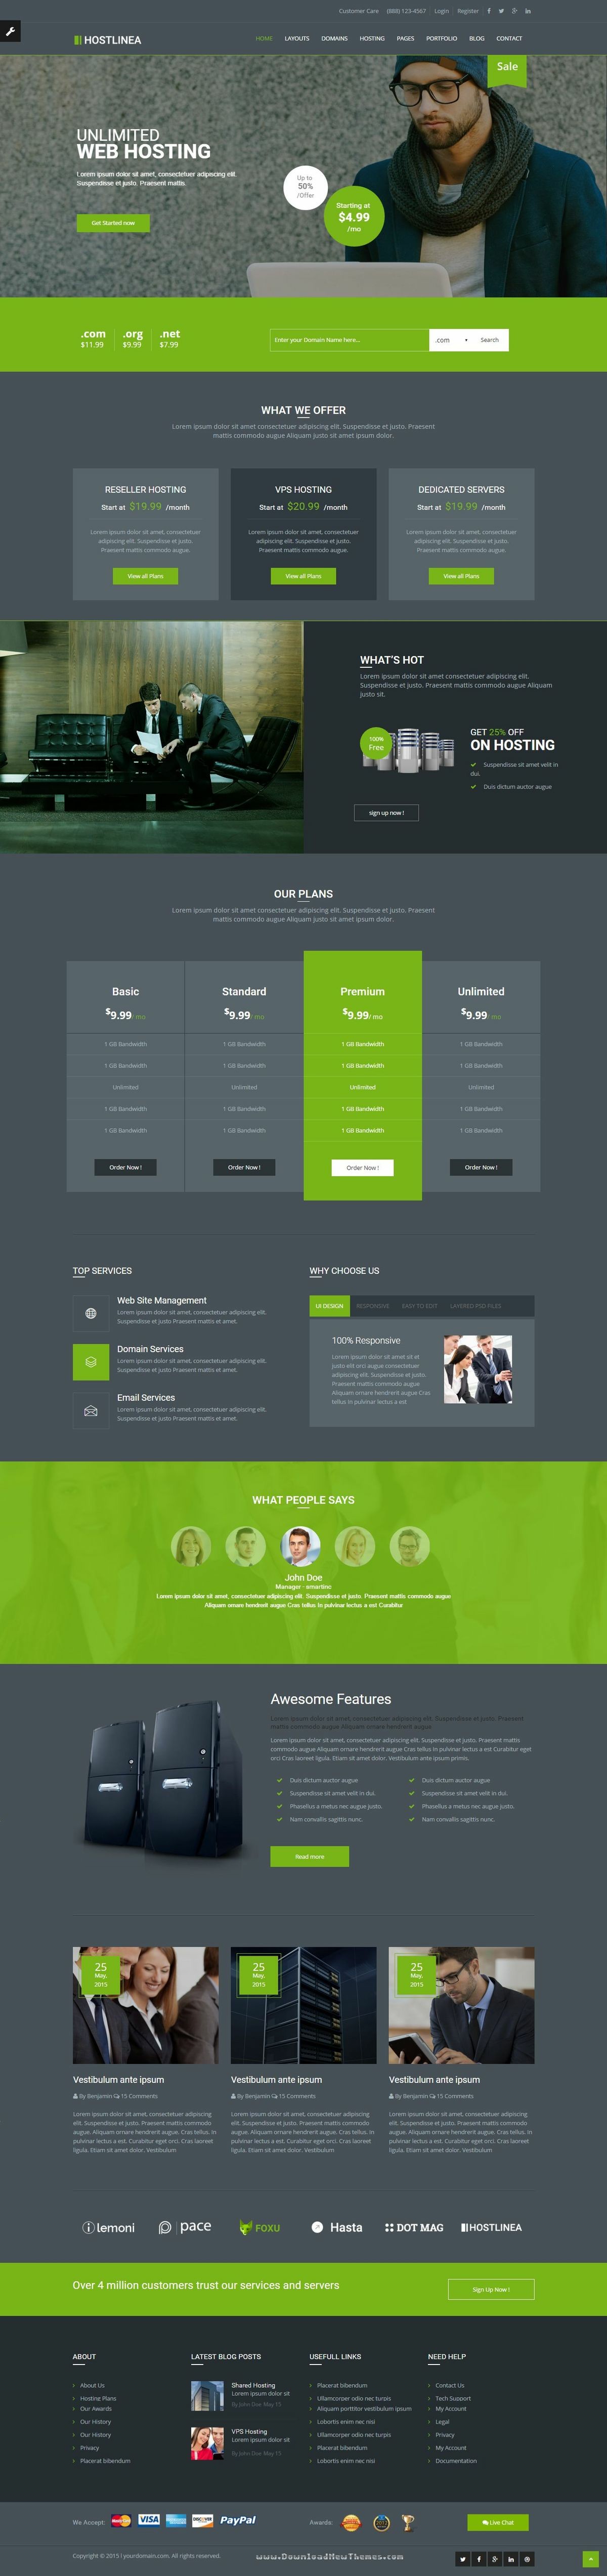 Customer Care (888) 123-4567 Login Register
HOSTLINEA
HOME LAYOUTS DOMAINS HOSTING PAGES PORTFOLIO BLOG CONTACT
Sale
UNLIMITED
WEB HOSTING
Lorem ipsum dolor sit amet, consectetuer adipiscing elit.
Suspendisse et justo. Praesent mattis.
Get Started now
Up to
50%
/Offer
Starting at
$4.99
/mo
.com .org .net
$11.99 $9.99 $7.99
Enter your Domain Name here...
.com
Search
WHAT WE OFFER
Lorem ipsum dolor sit amet consectetuer adipiscing elit. Suspendisse et justo. Praesent
mattis commodo augue Aliquam justo sit amet ipsum dolor.
RESELLER HOSTING
Start at $19.99 /month
Lorem ipsum dolor sit amet, consectetuer
adipiscing elit. Suspendisse et justo.
Praesent mattis commodo augue.
View all Plans
VPS HOSTING
Start at $20.99 /month
Lorem ipsum dolor sit amet, consectetuer
adipiscing elit. Suspendisse et justo.
Praesent mattis commodo augue.
View all Plans
DEDICATED SERVERS
Start at $19.99 /month
Lorem ipsum dolor sit amet, consectetuer
adipiscing elit. Suspendisse et justo.
Praesent mattis commodo augue.
View all Plans
WHAT'S HOT
Lorem ipsum dolor sit amet consectetuer adipiscing elit.
Suspendisse et justo. Praesent mattis commodo augue Aliquam
justo sit.
100%
Free
GET 25% OFF
ON HOSTING
Suspendisse sit amet velit in
dui.
Duis dictum auctor augue
sign up now !
OUR PLANS
Lorem ipsum dolor sit amet consectetuer adipiscing elit. Suspendisse et justo. Praesent
mattis commodo augue Aliquam justo sit amet ipsum dolor.
Basic Standard Premium Unlimited
$9.99/ mo $9.99/ mo $9.99/ mo $9.99/ mo
1 GB Bandwidth 1 GB Bandwidth 1 GB Bandwidth 1 GB Bandwidth
1 GB Bandwidth 1 GB Bandwidth 1 GB Bandwidth 1 GB Bandwidth
Unlimited Unlimited Unlimited Unlimited
1 GB Bandwidth 1 GB Bandwidth 1 GB Bandwidth 1 GB Bandwidth
1 GB Bandwidth 1 GB Bandwidth 1 GB Bandwidth 1 GB Bandwidth
Order Now ! Order Now ! Order Now ! Order Now !
TOP SERVICES
Web Site Management
Lorem ipsum dolor sit amet, consectetuer adipiscing elit.
Suspendisse et justo Praesent mattis et amet.
Domain Services
Lorem ipsum dolor sit amet, consectetuer adipiscing elit.
Suspendisse et justo Praesent mattis et amet.
Email Services
Lorem ipsum dolor sit amet, consectetuer adipiscing elit.
Suspendisse et justo Praesent mattis et amet.
WHY CHOOSE US
UI DESIGN RESPONSIVE EASY TO EDIT LAYERED PSD FILES
100% Responsive
Lorem ipsum dolor sit amet sit et
justo elit orci augue consectetuer
adipiscing elit. Suspendisse et justo.
Praesent mattis commodo augue
Aliquam ornare hendrerit augue Cras
tellus In pulvinar lectus a est
WHAT PEOPLE SAYS
John Doe
Manager - emartinc
Lorem ipsum dolor sit amet, consectetuer adipiscing elit. Suspendisse et justo. Praesent mattis commodo augue
Aliquam ornare hendrerit augue Cras tellus In pulvinar lectus a est Curabitur
Awesome Features
Lorem ipsum dolor sit amet, consectetuer adipiscing elit. Suspendisse et justo. Praesent
mattis commodo augue Aliquam ornare hendrerit augue
Lorem ipsum dolor sit amet, consectetuer adipiscing elit. Suspendisse et justo. Praesent mattis
commodo augue Aliquam ornare hendrerit augue Cras tellus In pulvinar lectus a est Curabitur eget
orci Cras laoreet ligula. Etiam sit amet dolor. Vestibulum ante ipsum primis.
Duis dictum auctor augue Duis dictum auctor augue
Suspendisse sit amet velit in dui. Suspendisse sit amet velit in dui.
Phasellus a metus nec augue justo. Phasellus a metus nec augue justo.
Nam convallis sagittis nunc. Nam convallis sagittis nunc.
Read more
25
May,
2015
Vestibulum ante ipsum
By Benjamin 15 Comments
Lorem ipsum dolor sit amet, consectetuer adipiscing
elit. Suspendisse et justo. Praesent mattis commodo
augue. Aliquam ornare hendrerit augue. Cras tellus. In
pulvinar lectus a est. Curabitur eget orci. Cras laoreet
ligula. Etiam sit amet dolor. Vestibulum
25
May,
2015
Vestibulum ante ipsum
By Benjamin 15 Comments
Lorem ipsum dolor sit amet, consectetuer adipiscing
elit. Suspendisse et justo. Praesent mattis commodo
augue. Aliquam ornare hendrerit augue. Cras tellus. In
pulvinar lectus a est. Curabitur eget orci. Cras laoreet
ligula. Etiam sit amet dolor. Vestibulum
25
May,
2015
Vestibulum ante ipsum
By Benjamin 15 Comments
Lorem ipsum dolor sit amet, consectetuer adipiscing
elit. Suspendisse et justo. Praesent mattis commodo
augue. Aliquam ornare hendrerit augue. Cras tellus. In
pulvinar lectus a est. Curabitur eget orci. Cras laoreet
ligula. Etiam sit amet dolor. Vestibulum
lemoni pace FOXU Hasta DOT MAG HOSTLINEA
Over 4 million customers trust our services and servers
Sign Up Now !
ABOUT
About Us
Hosting Plans
Our Awards
Our History
Our History
Privacy
Placerat bibendum
LATEST BLOG POSTS
Shared Hosting
Lorem ipsum dolor sit
By John Doe May 15
VPS Hosting
Lorem ipsum dolor sit
By John Doe May 15
USEFULL LINKS
Placerat bibendum
Ullamcorper odio nec turpis
Aliquam porttitor vestibulum ipsum
Lobortis enim nec nisi
Ullamcorper odio nec turpis
Placerat bibendum
Lobortis enim nec nisi
NEED HELP
Contact Us
Tech Support
My Account
Legal
Privacy
My Account
Documentation
We Accept: MasterCard VISA DISCOVER PayPal
Awards:
Live Chat
Copyright © 2015 l yourdomain.com. All rights reserved.
www.DownloadNewThemes.com